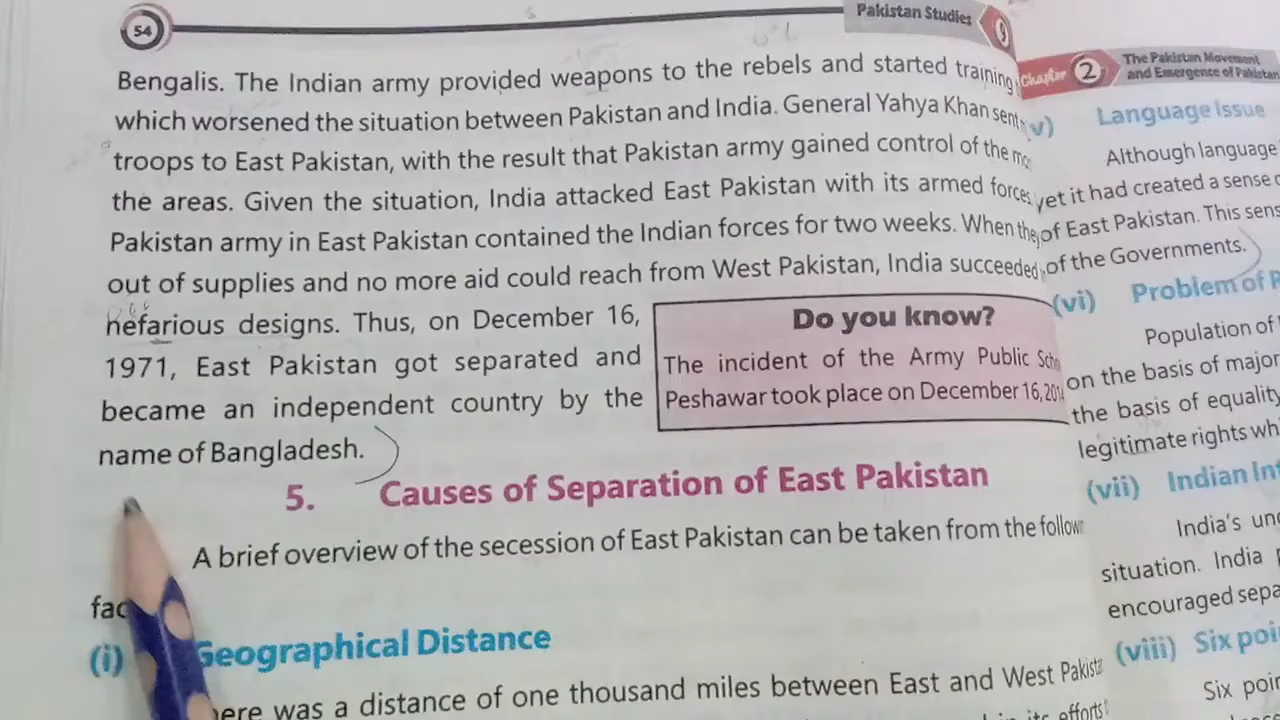 54
Pakistan Studies
9
Bengalis. The Indian army provided weapons to the rebels and started training
which worsened the situation between Pakistan and India. General Yahya Khan sent
troops to East Pakistan, with the result that Pakistan army gained control of the
the areas. Given the situation, India attacked East Pakistan with its armed forces
Pakistan army in East Pakistan contained the Indian forces for two weeks. When
out of supplies and no more aid could reach from West Pakistan, India succeeded
nefarious designs. Thus, on December 16,
1971, East Pakistan got separated and
became an independent country by the
name of Bangladesh.
Do you know?
The incident of the Army Public
Peshawar took place on December 16,
5. Causes of Separation of East Pakistan
A brief overview of the secession of East Pakistan can be taken from the
(i) Geographical Distance
was a distance of one thousand miles between East and West
efforts
Chapter 2
The Pakistan Movement
and Emergence of Pakistan
v) Language Issue
Although language
yet it had created a sense
of East Pakistan. This
of the Governments.
(vi) Problem of
Population of
on the basis of
the basis of equality
legitimate rights
(vii) Indian
India's
situation. India
encouraged
(viii) Six
Six